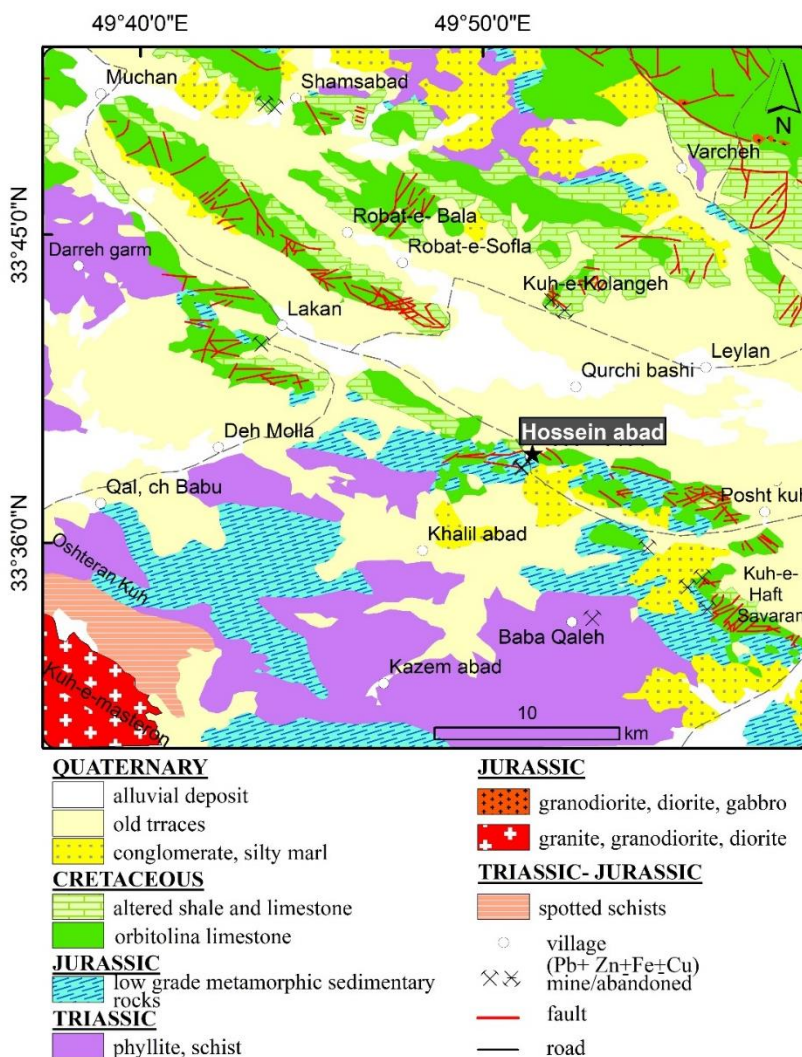 49°40'0"E 49°50'0"E
Muchan
Shamsabad
N
Varcheh
Robat-e- Bala
33°45'0"N
Darreh garm
Robat-e-Sofla
Kuh-e-Kolangeh
Lakan
Leylan
Qurchi bashi
Hossein abad
Deh Molla
Qal, ch Babu
Posht kuh
33°36'0"N
Khalil abad
Oshteran Kuh
Kuh-e-
Haft
Savaran
Baba Qaleh
Kazem abad
Kuh-e-masteron
10
km
QUATERNARY
alluvial deposit
old trraces
conglomerate, silty marl
CRETACEOUS
altered shale and limestone
orbitolina limestone
JURASSIC
low grade metamorphic sedimentary
rocks
TRIASSIC
phyllite, schist
JURASSIC
granodiorite, diorite, gabbro
granite, granodiorite, diorite
TRIASSIC- JURASSIC
spotted schists
village
(Pb+ Zn±Fe±Cu)
mine/abandoned
fault
road